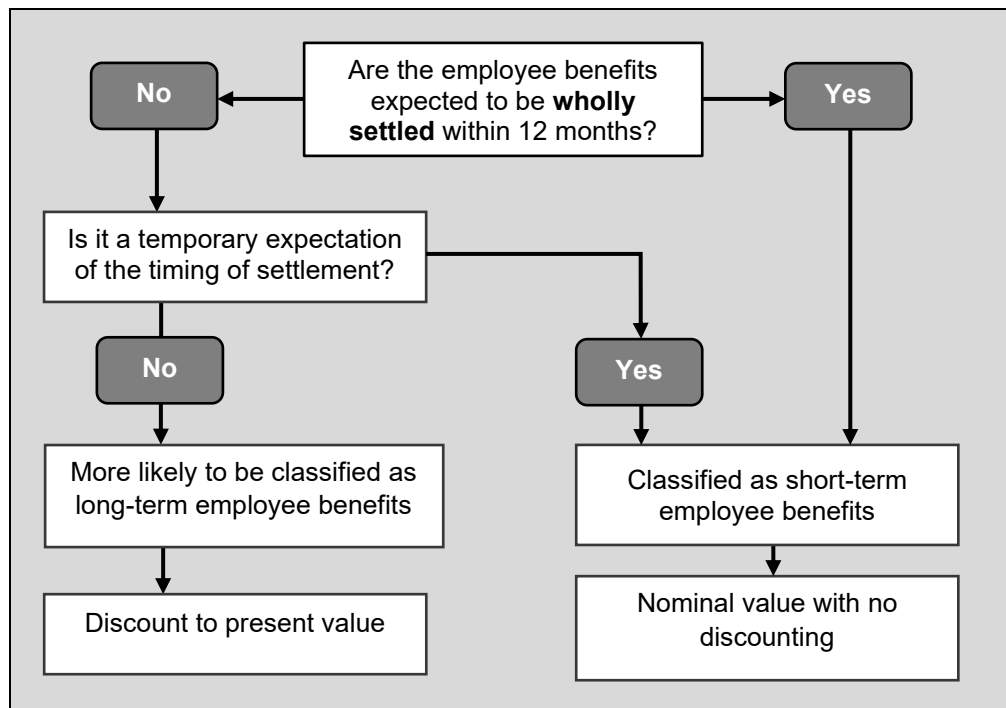 Are the employee benefits
expected to be wholly
settled within 12 months?
No
Yes
Is it a temporary expectation
of the timing of settlement?
No
Yes
More likely to be classified as
long-term employee benefits
Classified as short-term
employee benefits
Discount to present value
Nominal value with no
discounting